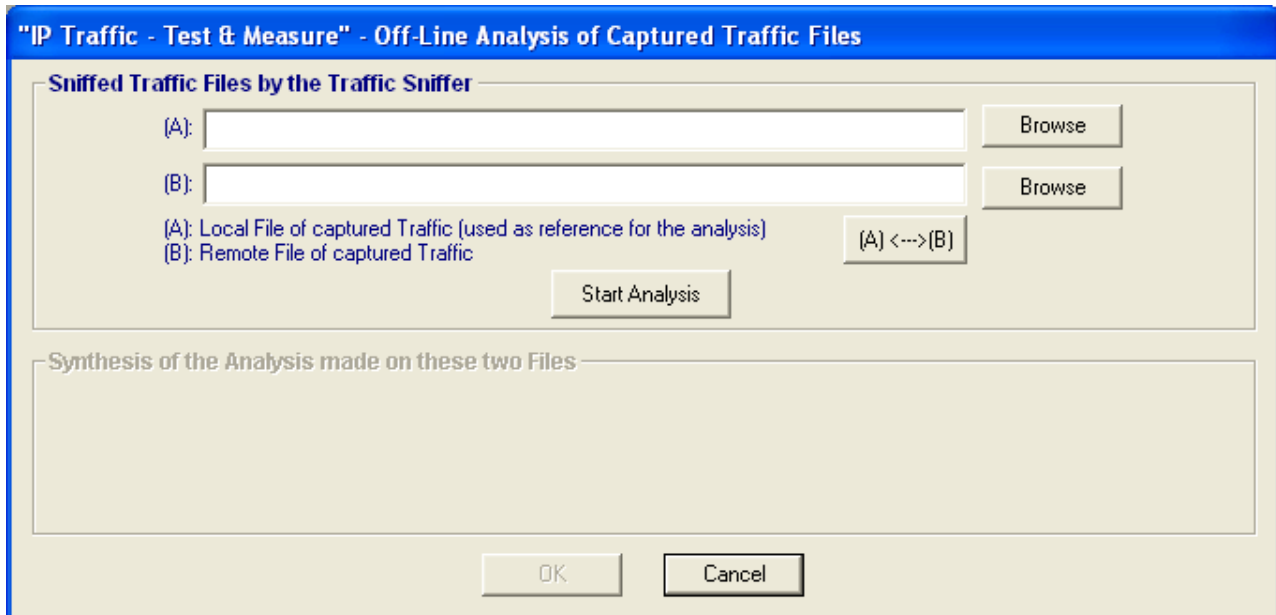 "IP Traffic - Test & Measure" - Off-Line Analysis of Captured Traffic Files
Sniffed Traffic Files by the Traffic Sniffer
(A): Browse
(B): Browse
(A): Local File of captured Traffic (used as reference for the analysis)
(B): Remote File of captured Traffic
(A) <--->(B)
Start Analysis
Synthesis of the Analysis made on these two Files
OK Cancel